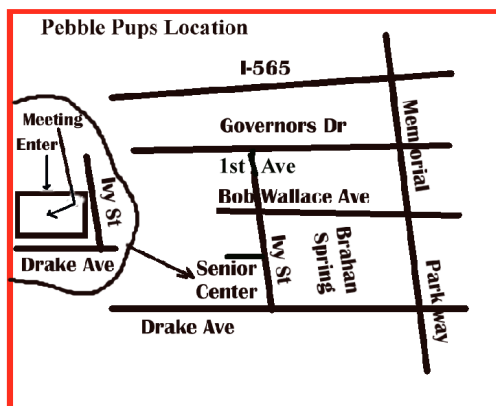 Pebble Pups Location
I-565
Memorial
Meeting
Governors Dr
Enter
1st Ave
Ivy St
Bob Wallace Ave
Brahan
Spring
Ivy St
Drake Ave
Senior
Center
Parkway
Drake Ave